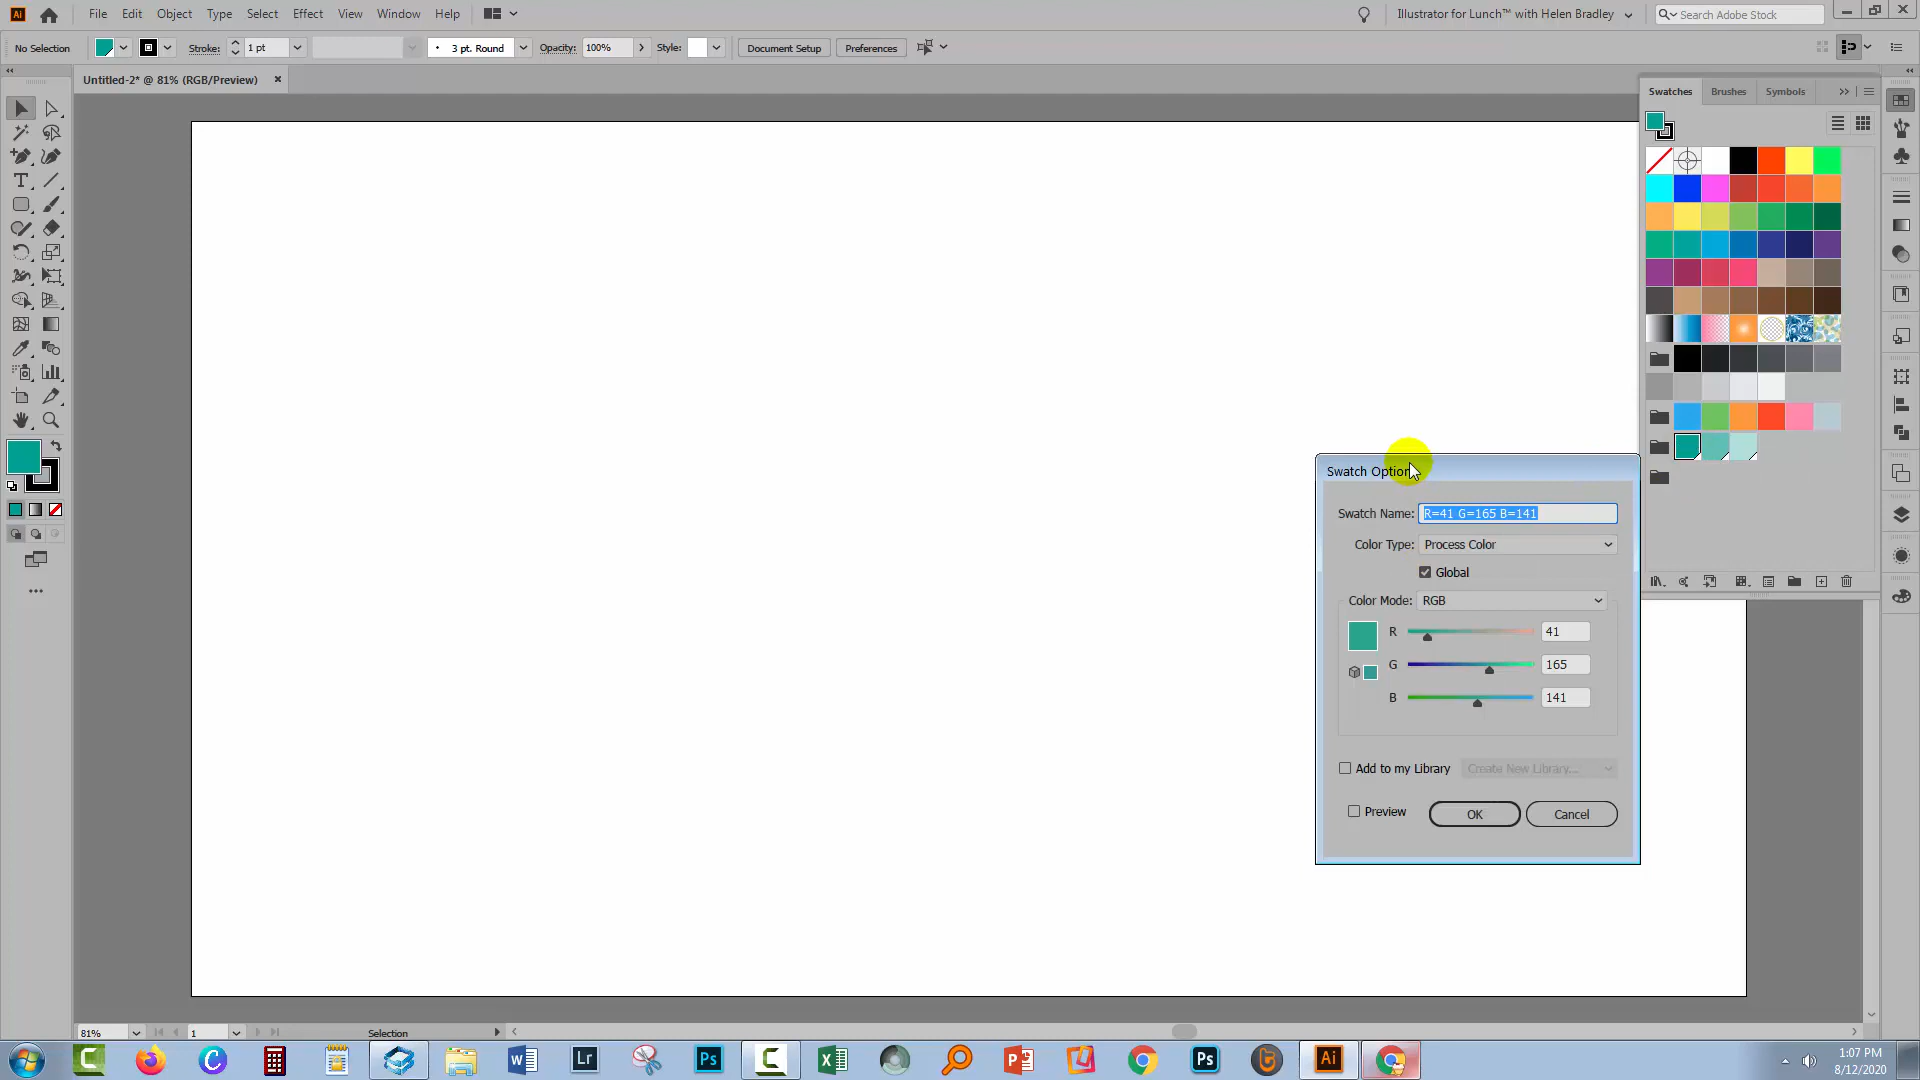 File Edit Object Type Select Effect View Window Help
Illustrator for Lunch™ with Helen Bradley
Search Adobe Stock
No Selection
Stroke:
1 pt
3 pt. Round
Opacity:
100%
Style:
Document Setup
Preferences
Untitled-2* @ 81% (RGB/Preview)
Swatches Brushes Symbols
Swatch Option
Swatch Name: R=41 G=165 B=141
Color Type: Process Color
Global
Color Mode: RGB
R 41
G 165
B 141
Add to my Library Create New Library...
Preview OK Cancel
81% 1 Selection
1:07 PM
8/12/2020